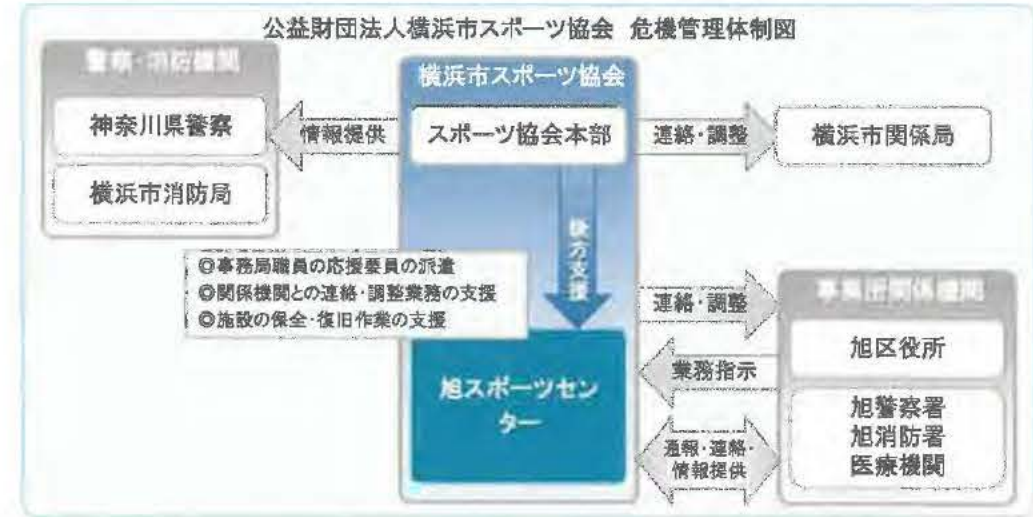 公益財団法人横浜市スポーツ協会 危機管理体制図
警察・消防機関
神奈川県警察
横浜市消防局
情報提供
横浜市スポーツ協会
スポーツ協会本部
連絡・調整
横浜市関係局
後方支援
◎事務局職員の応援要員の派遣
◎関係機関との連絡・調整業務の支援
◎施設の保全・復旧作業の支援
旭スポーツセン
ター
連絡・調整
業務指示
通報・連絡・
情報提供
関係機関
旭区役所
旭警察署
旭消防署
医療機関